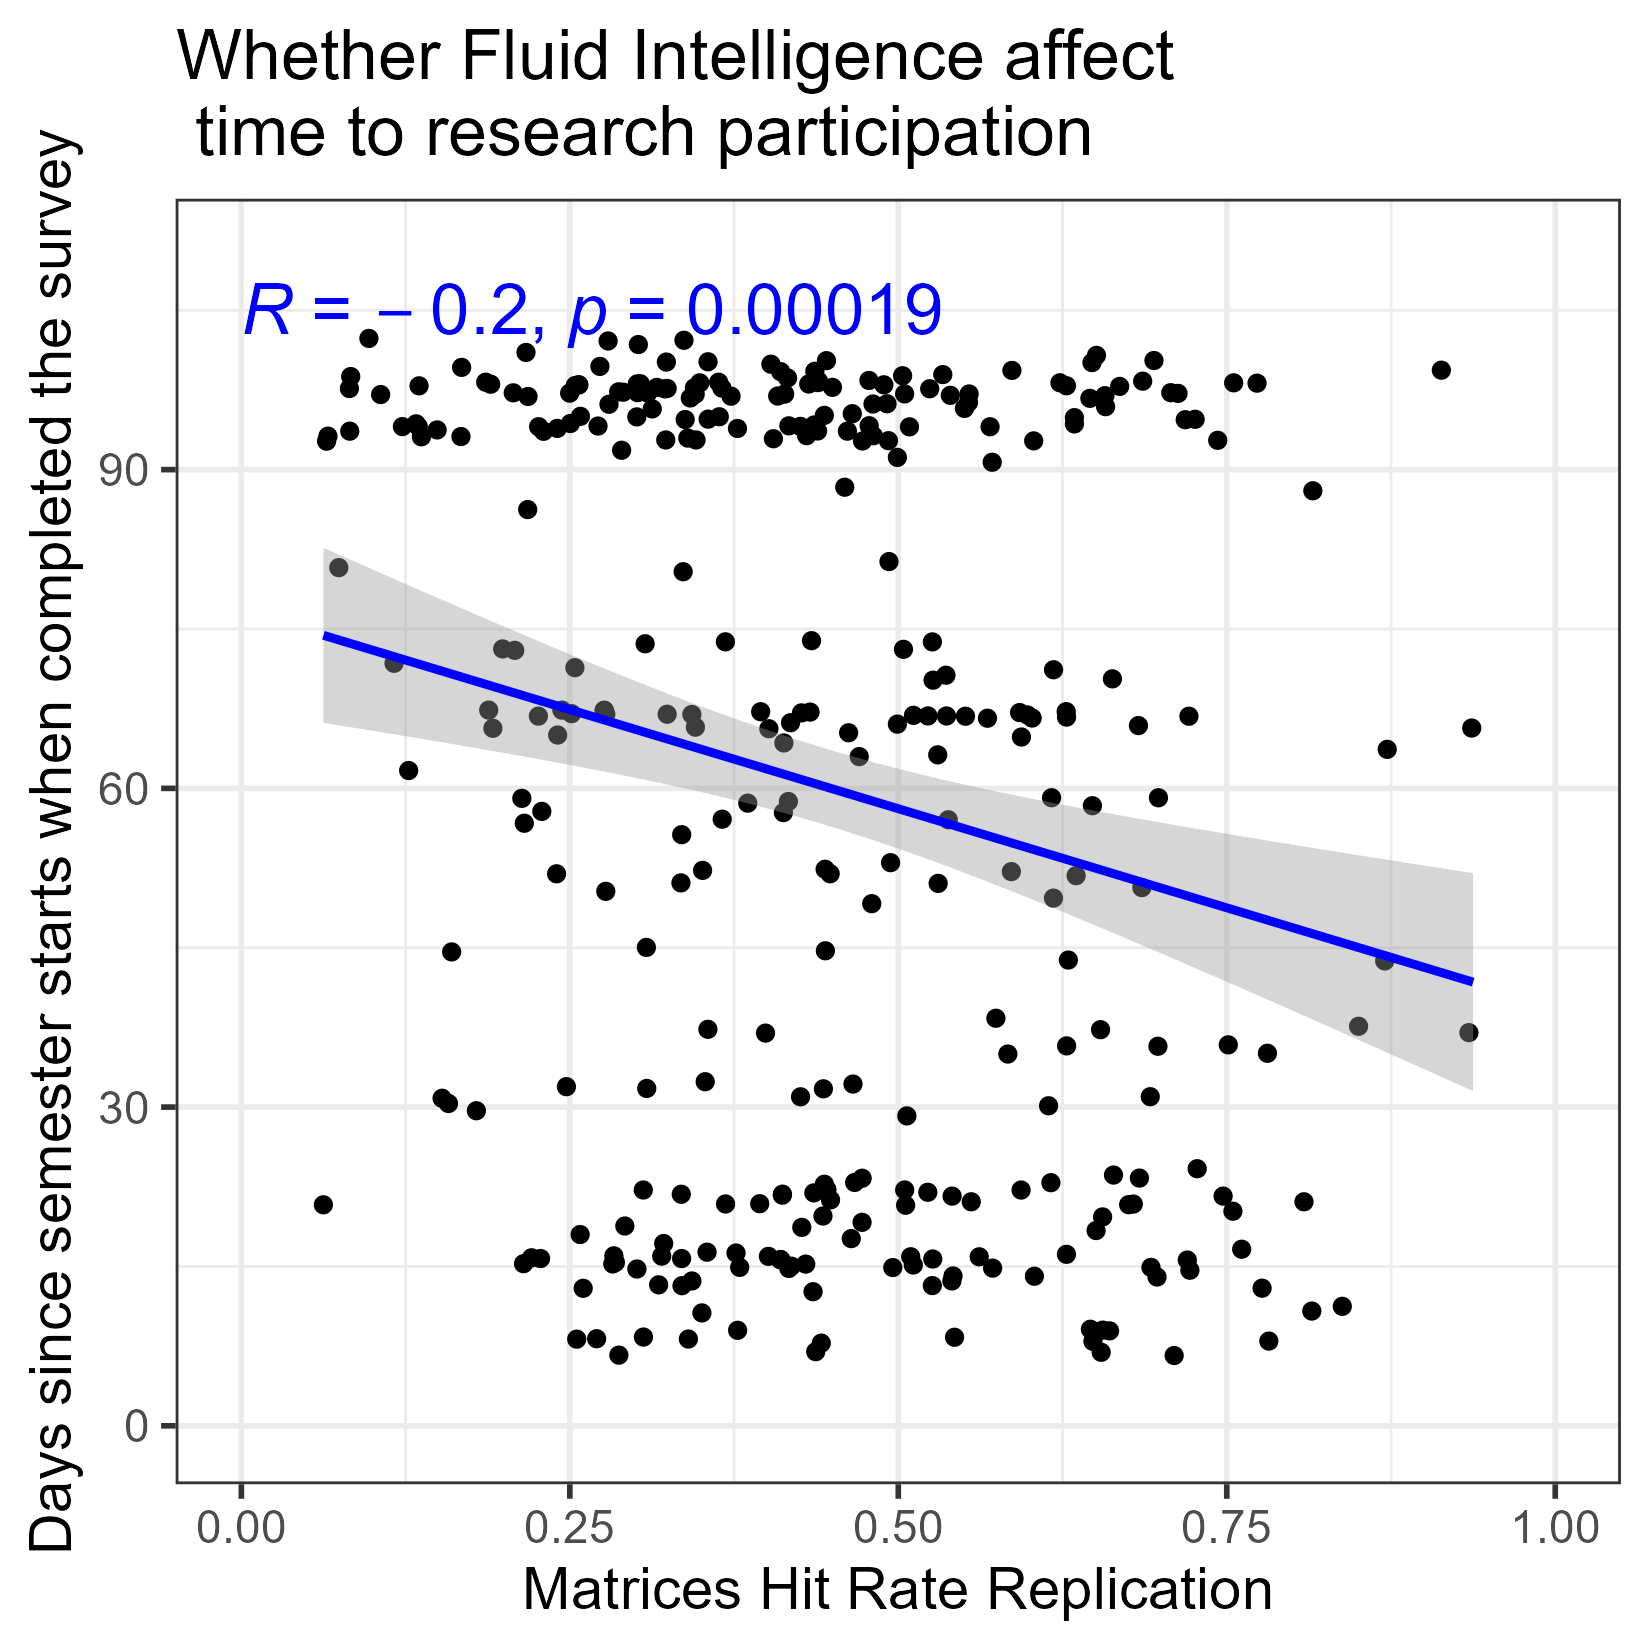 Whether Fluid Intelligence affect
time to research participation
R = – 0.2, p = 0.00019
Days since semester starts when completed the survey
90
60
30
0
0.00 0.25 0.50 0.75 1.00
Matrices Hit Rate Replication